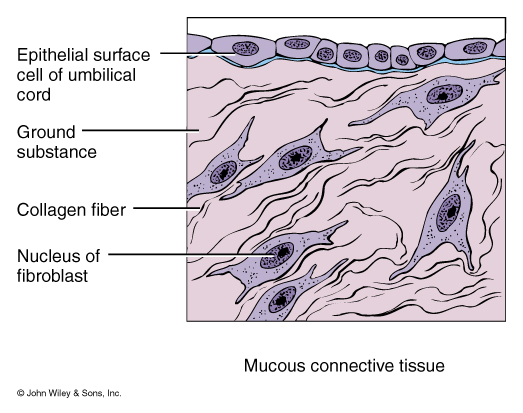 Epithelial surface
cell of umbilical
cord
Ground
substance
Collagen fiber
Nucleus of
fibroblast
Mucous connective tissue
© John Wiley & Sons, Inc.